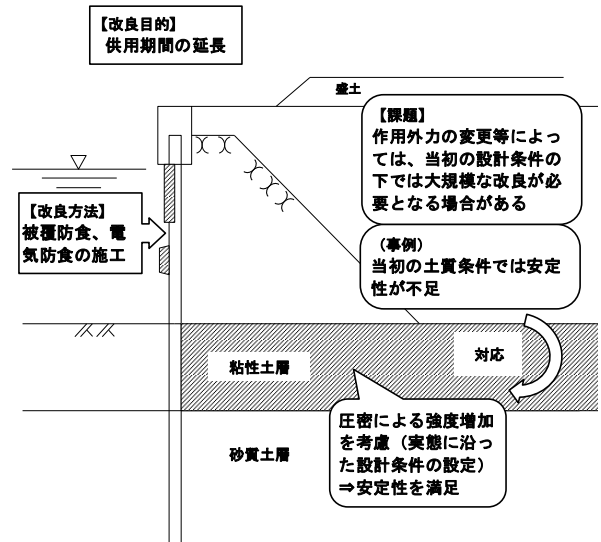 【改良目的】
供用期間の延長
盛土
【課題】
作用外力の変更等によっ
ては、当初の設計条件の
下では大規模な改良が必
要となる場合がある
【改良方法】
被覆防食、電
気防食の施工
（事例）
当初の土質条件では安定
性が不足
粘性土層
対応
圧密による強度増加
を考慮（実態に沿っ
た設計条件の設定）
⇒安定性を満足
砂質土層